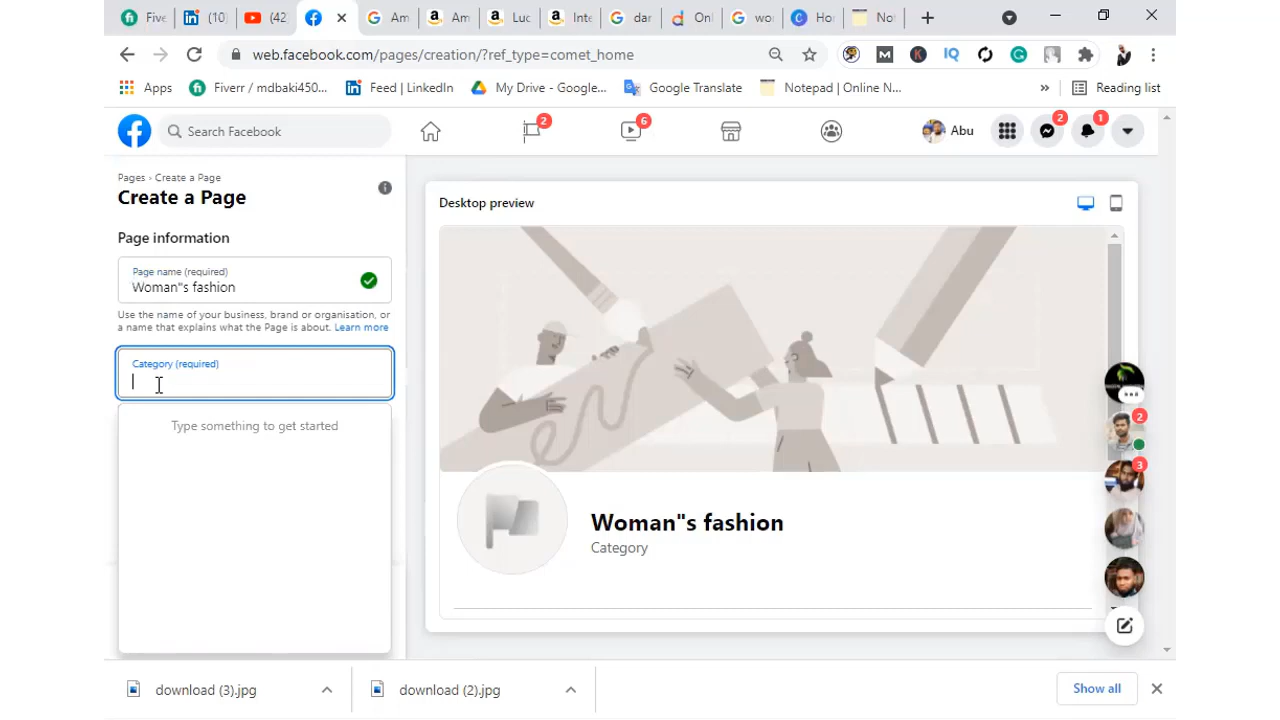 Five
(10)
(42
Am
Am
Luc
Inte
dar
Onl
wo
Ho
No
web.facebook.com/pages/creation/?ref_type=comet_home
Apps
Fiverr / mdbaki450...
Feed | LinkedIn
My Drive - Google...
Google Translate
Notepad | Online N...
»
Reading list
Search Facebook
2
6
Abu
2
1
Pages › Create a Page
Create a Page
Page information
Page name (required)
Woman"s fashion
Use the name of your business, brand or organisation, or
a name that explains what the Page is about. Learn more
Category (required)
Type something to get started
Desktop preview
Woman"s fashion
Category
2
3
download (3).jpg
download (2).jpg
Show all